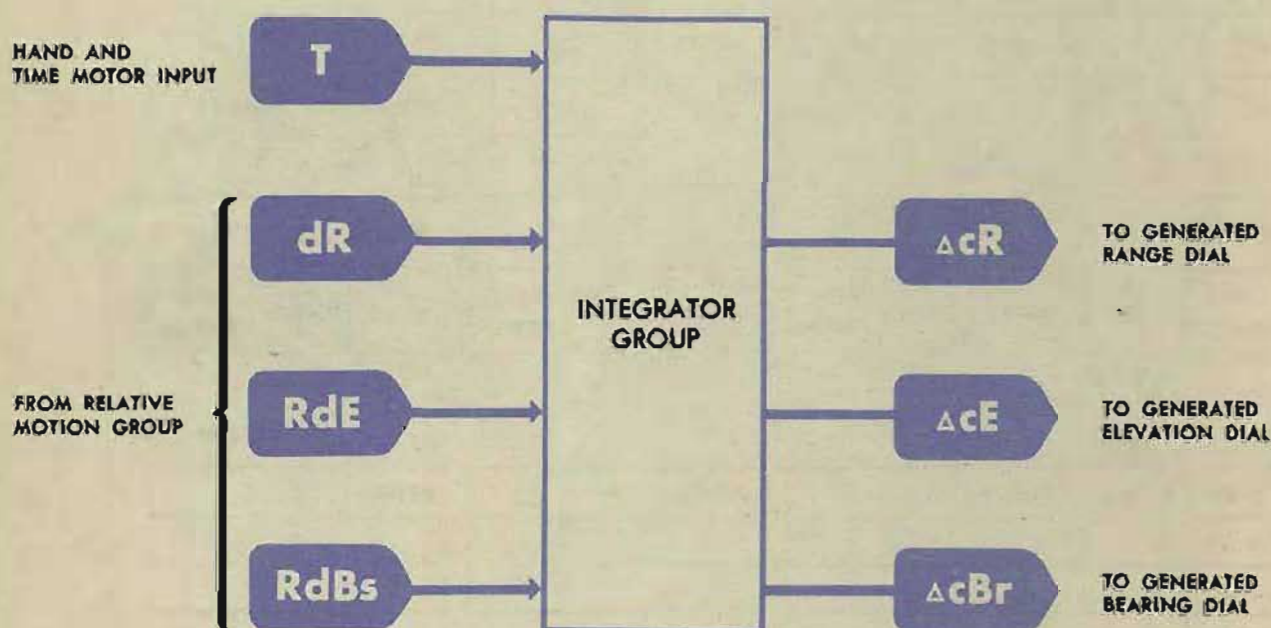 HAND AND
TIME MOTOR INPUT
T
dR
RdE
RdBs
FROM RELATIVE
MOTION GROUP
INTEGRATOR
GROUP
ΔcR
TO GENERATED
RANGE DIAL
ΔcE
TO GENERATED
ELEVATION DIAL
ΔcBr
TO GENERATED
BEARING DIAL